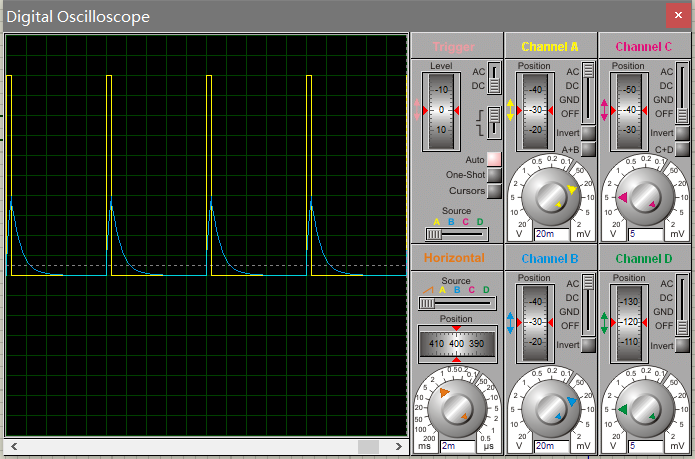 Digital Oscilloscope
Trigger
Level
-10
0
10
AC
DC
Auto
One-Shot
Cursors
Source
A B C D
Channel A
Position
-40
-30
-20
AC
DC
GND
OFF
Invert
A+B
0.5 0.2 0.1
1 50
2 20
5 10
10 5
20 2
V 20m mV
Channel C
Position
-50
-40
-30
AC
DC
GND
OFF
Invert
C+D
0.5 0.2 0.1
1 50
2 20
5 10
10 5
20 2
V 5 mV
Horizontal
Source
A B C D
Position
410 400 390
0.5 0.2 0.1
1 50
2 20
5 10
10 5
20 2
50 1
100 0.5
200
ms 2m µs
Channel B
Position
-40
-30
-20
AC
DC
GND
OFF
Invert
0.5 0.2 0.1
1 50
2 20
5 10
10 5
20 2
V 20m mV
Channel D
Position
-130
-120
-110
AC
DC
GND
OFF
Invert
0.5 0.2 0.1
1 50
2 20
5 10
10 5
20 2
V 5 mV